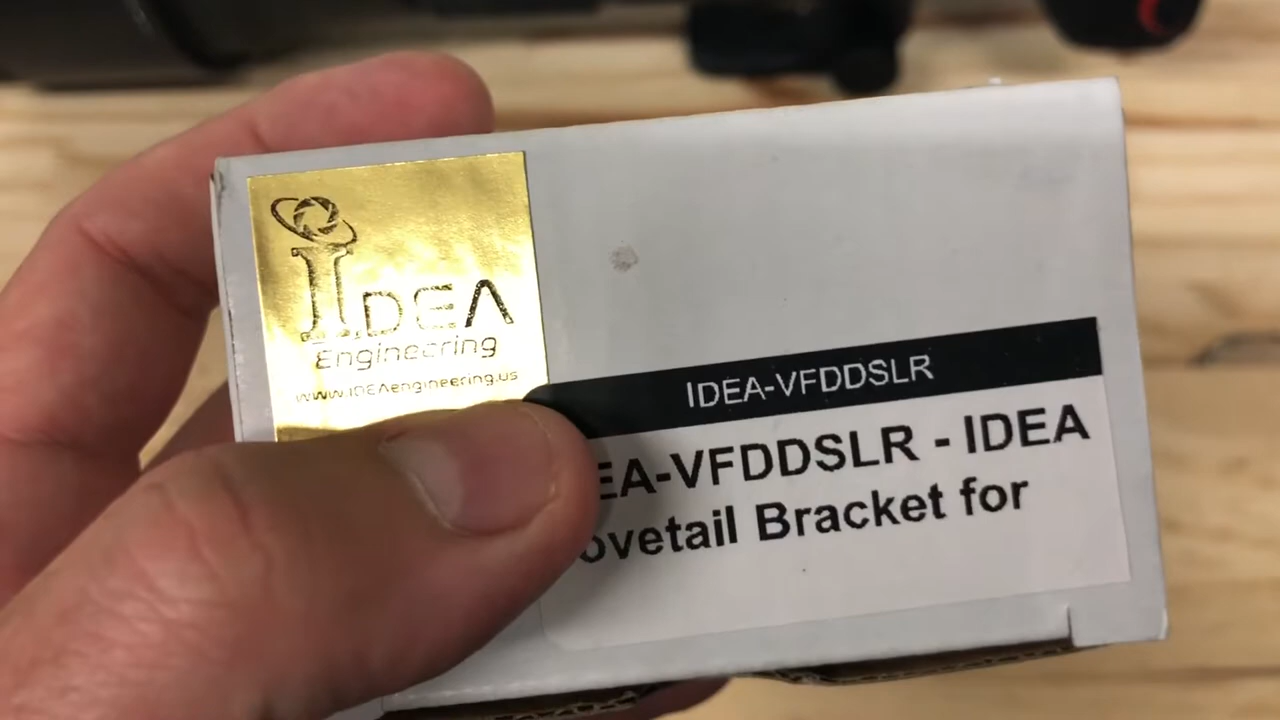 IDEA
Engineering
www.IDEAengineering.us
IDEA-VFDDSLR
EA-VFDDSLR - IDEA
ovetail Bracket for